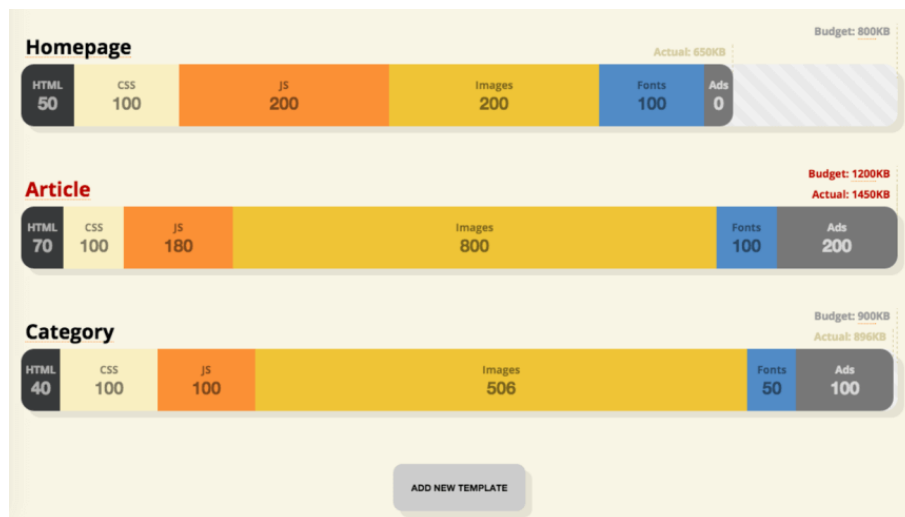 Budget: 800KB
Homepage
Actual: 650KB
HTML CSS JS Images Fonts Ads
50 100 200 200 100 0
Budget: 1200KB
Article
Actual: 1450KB
HTML CSS JS Images Fonts Ads
70 100 180 800 100 200
Budget: 900KB
Category
Actual: 896KB
HTML CSS JS Images Fonts Ads
40 100 100 506 50 100
ADD NEW TEMPLATE